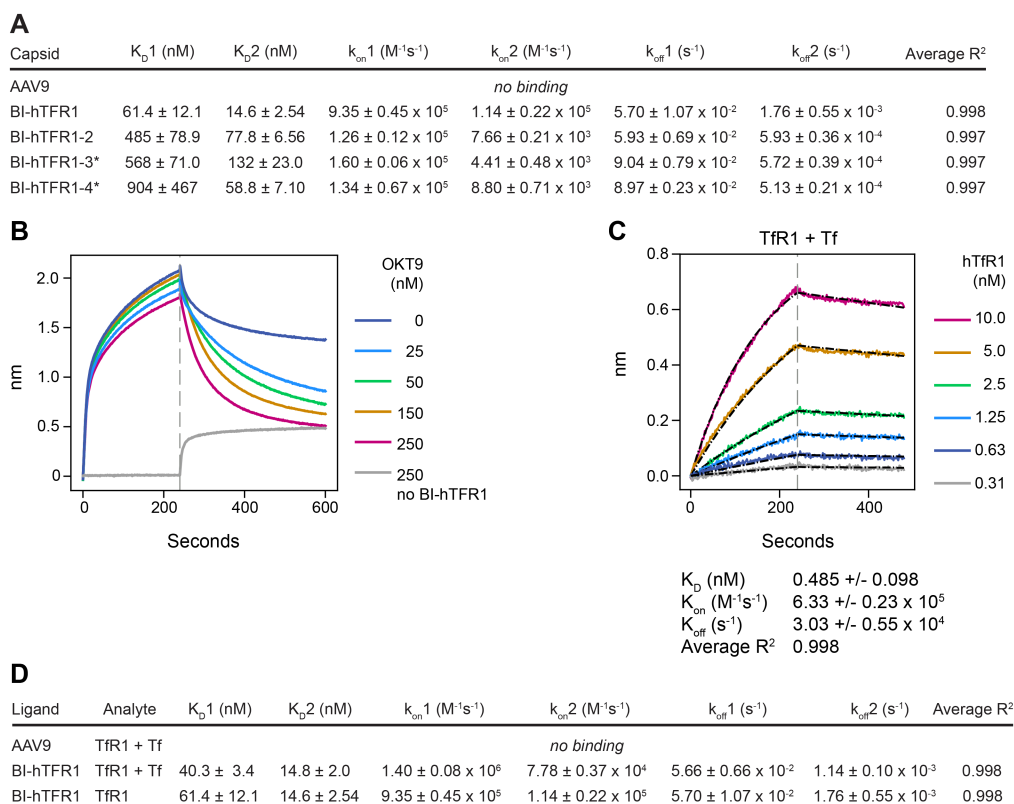 A
Capsid K_D1 (nM) K_D2 (nM) k_on1 (M⁻¹s⁻¹) k_on2 (M⁻¹s⁻¹) k_off1 (s⁻¹) k_off2 (s⁻¹) Average R²
AAV9 no binding
BI-hTFR1 61.4 ± 12.1 14.6 ± 2.54 9.35 ± 0.45 x 10⁵ 1.14 ± 0.22 x 10⁵ 5.70 ± 1.07 x 10⁻² 1.76 ± 0.55 x 10⁻³ 0.998
BI-hTFR1-2 485 ± 78.9 77.8 ± 6.56 1.26 ± 0.12 x 10⁵ 7.66 ± 0.21 x 10³ 5.93 ± 0.69 x 10⁻² 5.93 ± 0.36 x 10⁻⁴ 0.997
BI-hTFR1-3* 568 ± 71.0 132 ± 23.0 1.60 ± 0.06 x 10⁵ 4.41 ± 0.48 x 10³ 9.04 ± 0.79 x 10⁻² 5.72 ± 0.39 x 10⁻⁴ 0.997
BI-hTFR1-4* 904 ± 467 58.8 ± 7.10 1.34 ± 0.67 x 10⁵ 8.80 ± 0.71 x 10³ 8.97 ± 0.23 x 10⁻² 5.13 ± 0.21 x 10⁻⁴ 0.997
B
nm
2.0
1.5
1.0
0.5
0
0 200 400 600
Seconds
OKT9
(nM)
0
25
50
150
250
250
no BI-hTFR1
C
TfR1 + Tf
nm
0.8
0.6
0.4
0.2
0.0
0 200 400
Seconds
hTfR1
(nM)
10.0
5.0
2.5
1.25
0.63
0.31
K_D (nM) 0.485 +/- 0.098
K_on (M⁻¹s⁻¹) 6.33 +/- 0.23 x 10⁵
K_off (s⁻¹) 3.03 +/- 0.55 x 10⁴
Average R² 0.998
D
Ligand Analyte K_D1 (nM) K_D2 (nM) k_on1 (M⁻¹s⁻¹) k_on2 (M⁻¹s⁻¹) k_off1 (s⁻¹) k_off2 (s⁻¹) Average R²
AAV9 TfR1 + Tf no binding
BI-hTFR1 TfR1 + Tf 40.3 ± 3.4 14.8 ± 2.0 1.40 ± 0.08 x 10⁶ 7.78 ± 0.37 x 10⁴ 5.66 ± 0.66 x 10⁻² 1.14 ± 0.10 x 10⁻³ 0.998
BI-hTFR1 TfR1 61.4 ± 12.1 14.6 ± 2.54 9.35 ± 0.45 x 10⁵ 1.14 ± 0.22 x 10⁵ 5.70 ± 1.07 x 10⁻² 1.76 ± 0.55 x 10⁻³ 0.998